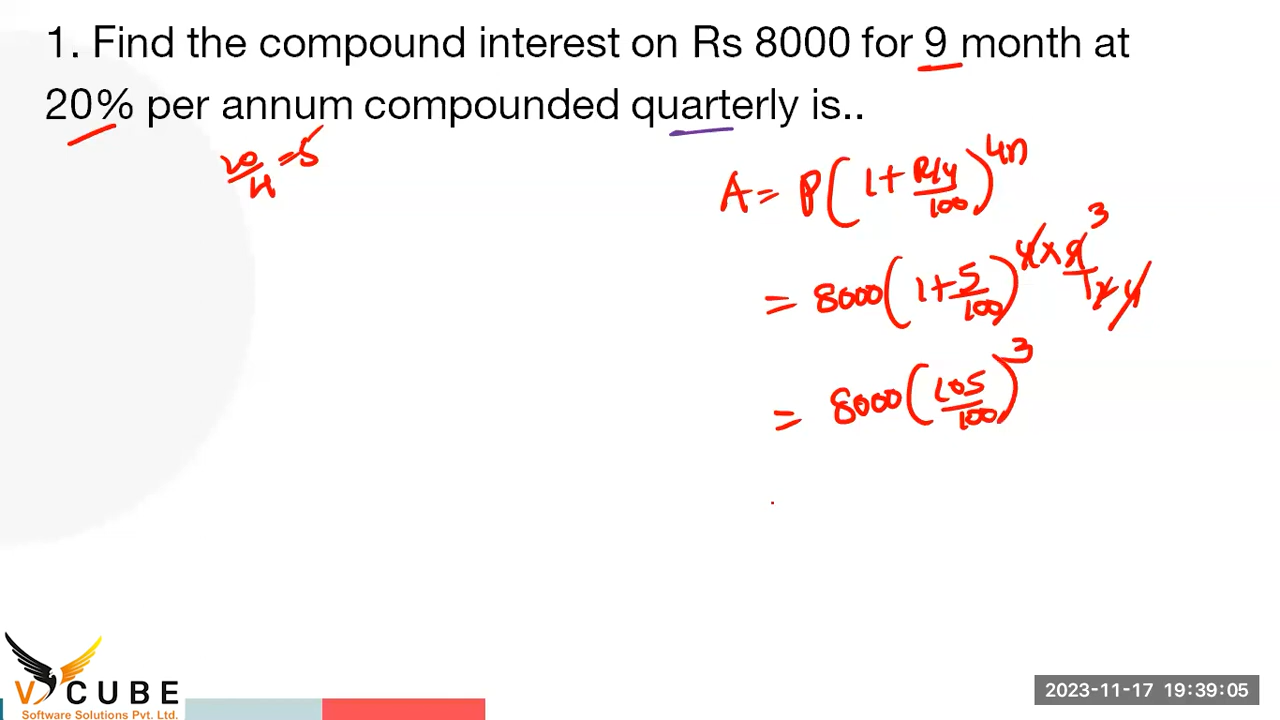 1. Find the compound interest on Rs 8000 for 9 month at
20% per annum compounded quarterly is..
20/4 = 5
A = P(1 + R/4/100)^4n
= 8000(1 + 5/100)^4 × 9/12 4 3
= 8000(105/100)^3
V CUBE
Software Solutions Pvt. Ltd.
2023-11-17 19:39:05